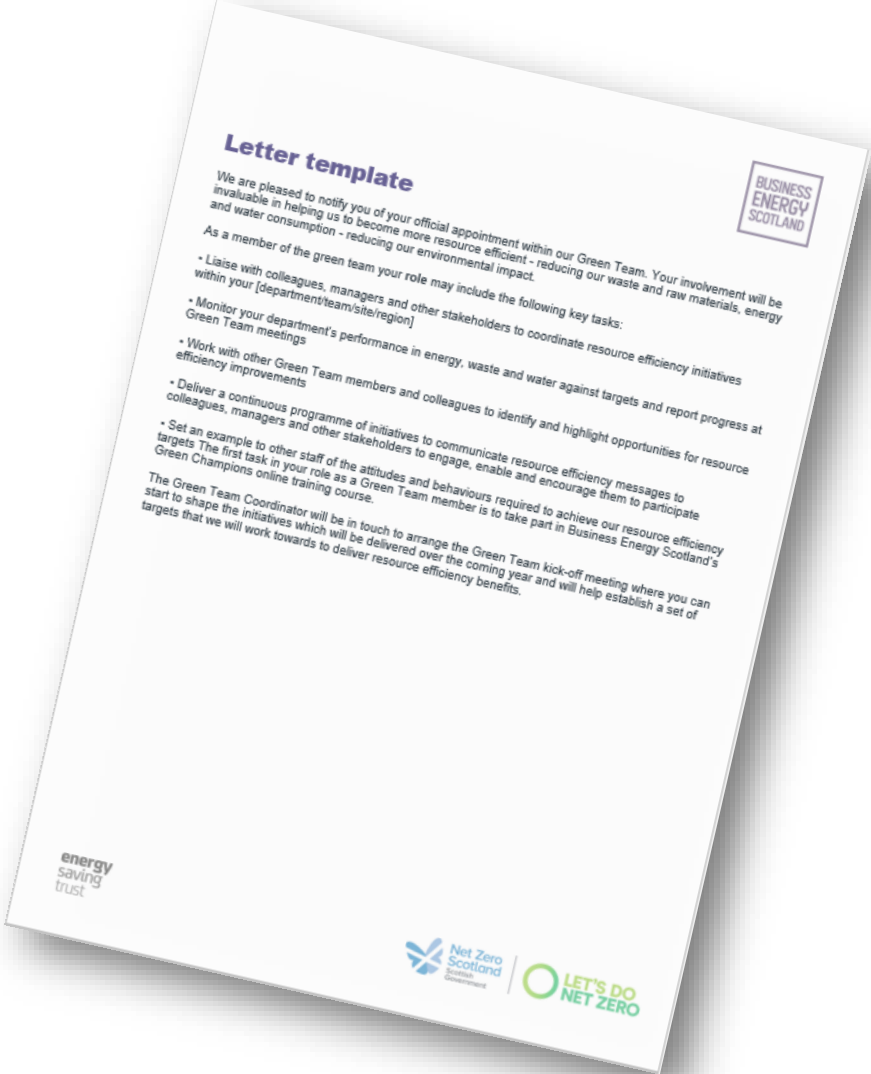 BUSINESS
ENERGY
SCOTLAND
Letter template
We are pleased to notify you of your official appointment within our Green Team. Your involvement will be
invaluable in helping us to become more resource efficient - reducing our waste and raw materials, energy
and water consumption - reducing our environmental impact.
As a member of the green team your role may include the following key tasks:
• Liaise with colleagues, managers and other stakeholders to coordinate resource efficiency initiatives
within your [department/team/site/region]
• Monitor your department's performance in energy, waste and water against targets and report progress at
Green Team meetings
• Work with other Green Team members and colleagues to identify and highlight opportunities for resource
efficiency improvements
• Deliver a continuous programme of initiatives to communicate resource efficiency messages to
colleagues, managers and other stakeholders to engage, enable and encourage them to participate
• Set an example to other staff of the attitudes and behaviours required to achieve our resource efficiency
targets The first task in your role as a Green Team member is to take part in Business Energy Scotland's
Green Champions online training course.
The Green Team Coordinator will be in touch to arrange the Green Team kick-off meeting where you can
start to shape the initiatives which will be delivered over the coming year and will help establish a set of
targets that we will work towards to deliver resource efficiency benefits.
energy
saving
trust
Net Zero
Scotland
Scottish
Government
LET'S DO
NET ZERO